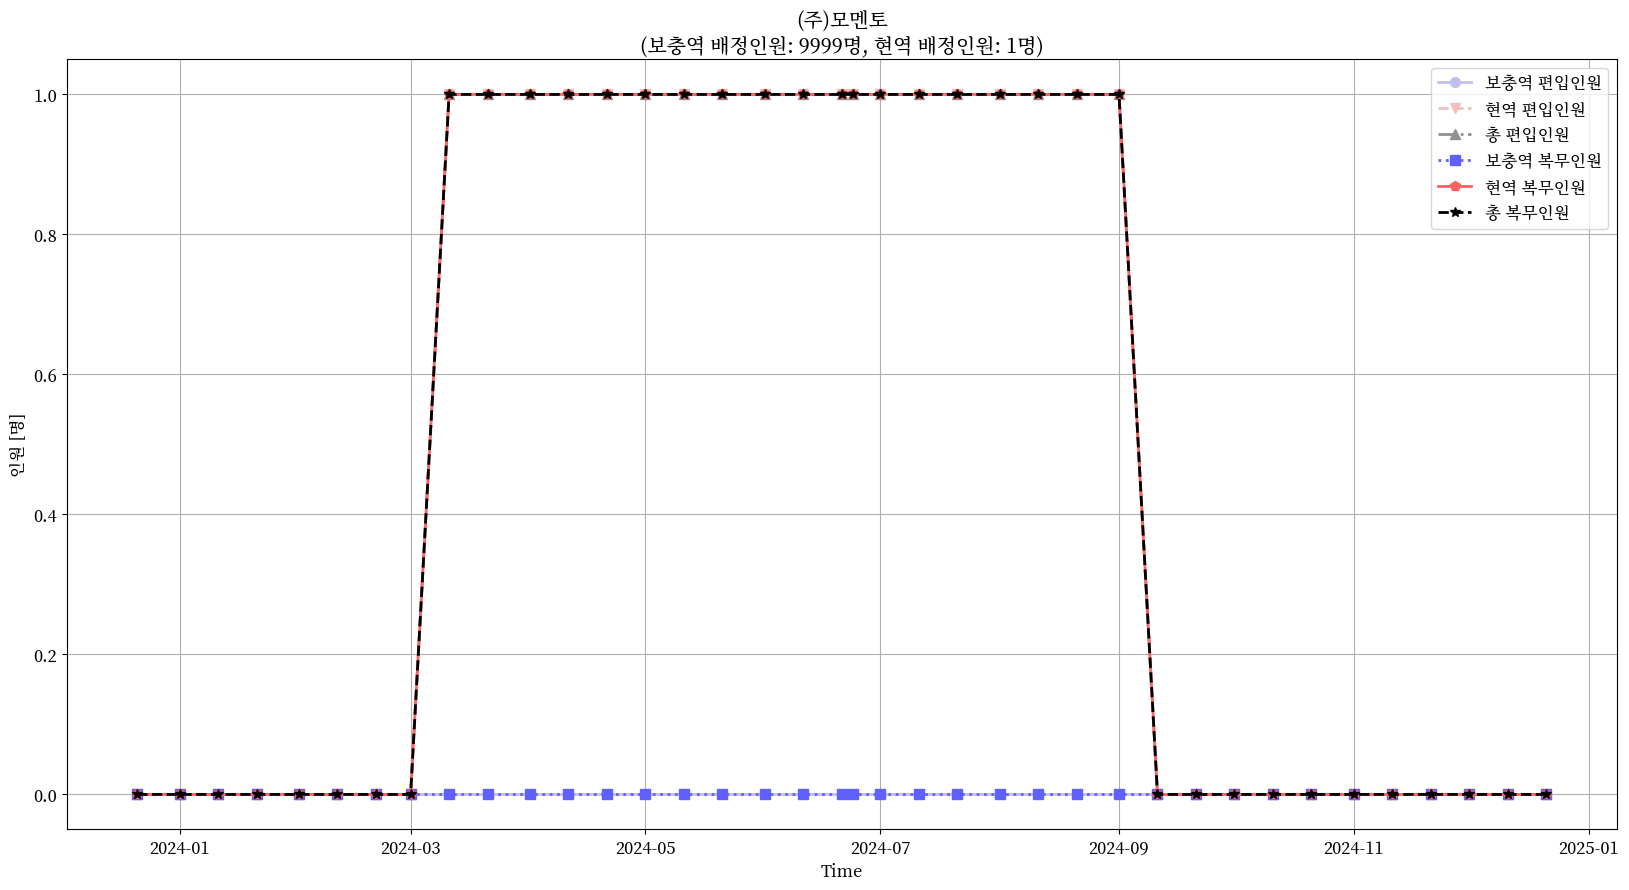 (주)모멘토
(보충역 배정인원: 9999명, 현역 배정인원: 1명)
보충역 편입인원
현역 편입인원
총 편입인원
보충역 복무인원
현역 복무인원
총 복무인원
1.0
0.8
0.6
0.4
0.2
0.0
인원 [명]
2024-01
2024-03
2024-05
2024-07
2024-09
2024-11
2025-01
Time